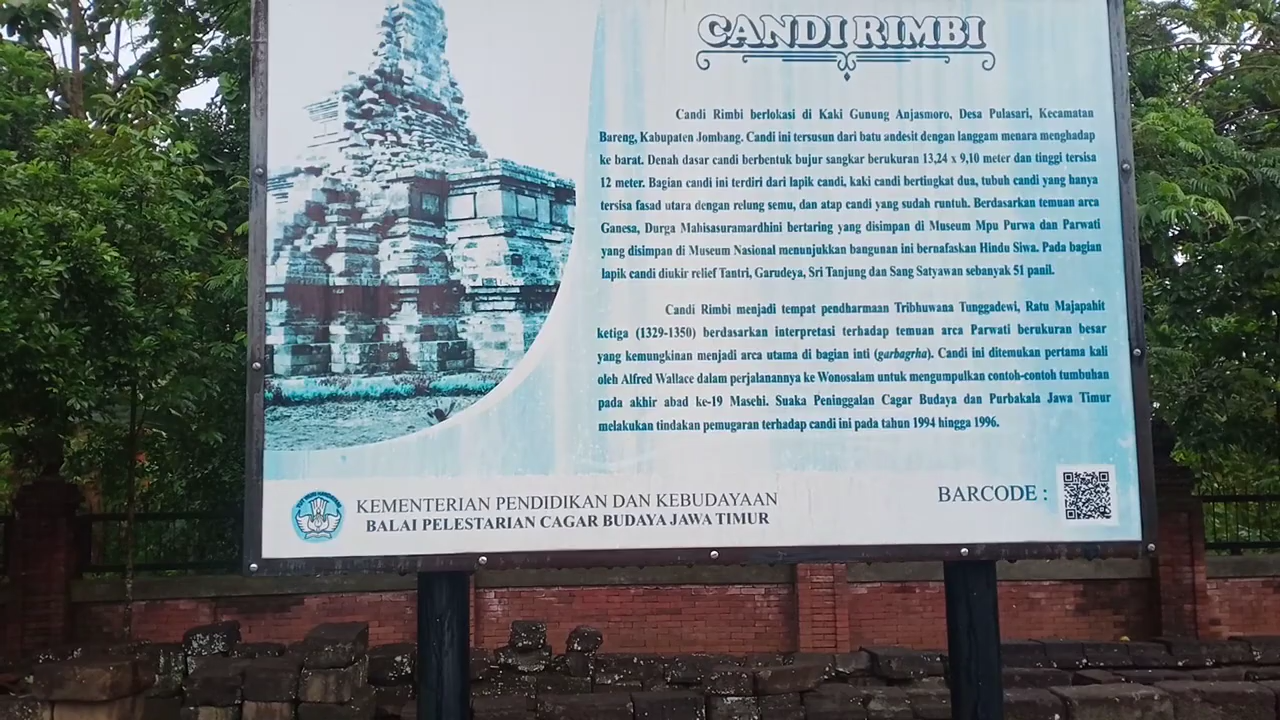 CANDI RIMBI
Candi Rimbi berlokasi di Kaki Gunung Anjasmoro, Desa Pulasari, Kecamatan
Bareng, Kabupaten Jombang. Candi ini tersusun dari batu andesit dengan langgam menara menghadap
ke barat. Denah dasar candi berbentuk bujur sangkar berukuran 13,24 x 9,10 meter dan tinggi tersisa
12 meter. Bagian candi ini terdiri dari lapik candi, kaki candi bertingkat dua, tubuh candi yang hanya
tersisa fasad utara dengan relung semu, dan atap candi yang sudah runtuh. Berdasarkan temuan arca
Ganesa, Durga Mahisasuramardhini bertaring yang disimpan di Museum Mpu Purwa dan Parwati
yang disimpan di Museum Nasional menunjukkan bangunan ini bernafaskan Hindu Siwa. Pada bagian
lapik candi diukir relief Tantri, Garudeya, Sri Tanjung dan Sang Satyawan sebanyak 51 panil.
Candi Rimbi menjadi tempat pendharmaan Tribhuwana Tunggadewi, Ratu Majapahit
ketiga (1329-1350) berdasarkan interpretasi terhadap temuan arca Parwati berukuran besar
yang kemungkinan menjadi arca utama di bagian inti (garbagrha). Candi ini ditemukan pertama kali
oleh Alfred Wallace dalam perjalanannya ke Wonosalam untuk mengumpulkan contoh-contoh tumbuhan
pada akhir abad ke-19 Masehi. Suaka Peninggalan Cagar Budaya dan Purbakala Jawa Timur
melakukan tindakan pemugaran terhadap candi ini pada tahun 1994 hingga 1996.
KEMENTERIAN PENDIDIKAN DAN KEBUDAYAAN
BALAI PELESTARIAN CAGAR BUDAYA JAWA TIMUR
BARCODE :